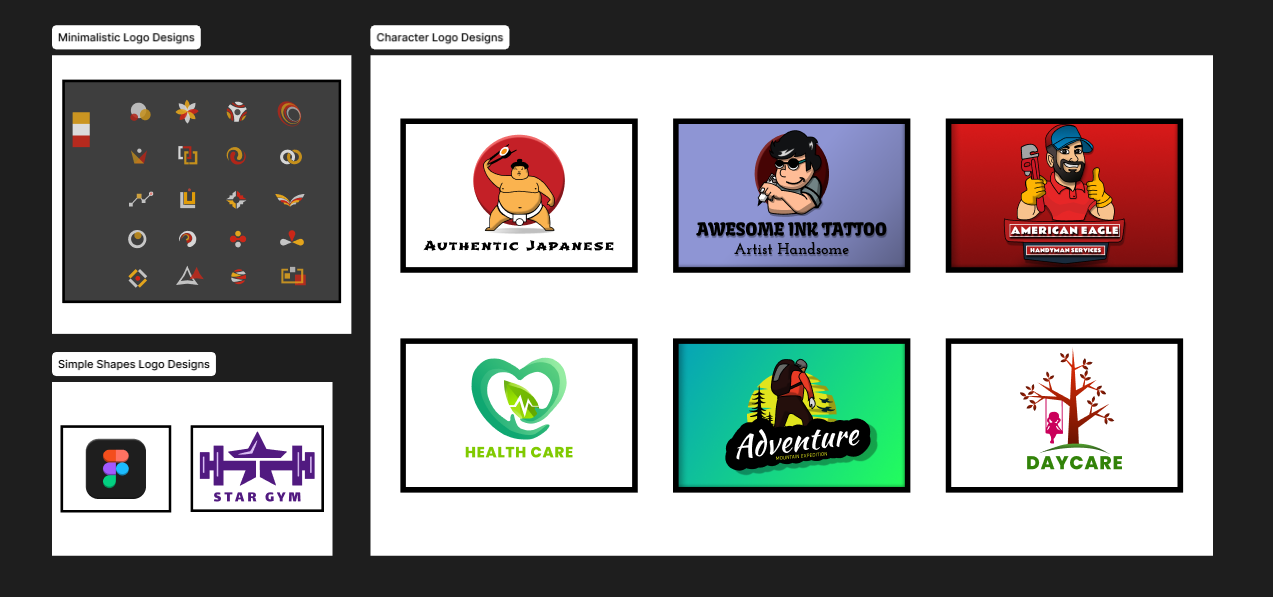 Minimalistic Logo Designs
Character Logo Designs
AUTHENTIC JAPANESE
AWESOME INK TATTOO
Artist Handsome
AMERICAN EAGLE
HANDYMAN SERVICES
Simple Shapes Logo Designs
STAR GYM
HEALTH CARE
Adventure
MOUNTAIN EXPEDITION
DAYCARE